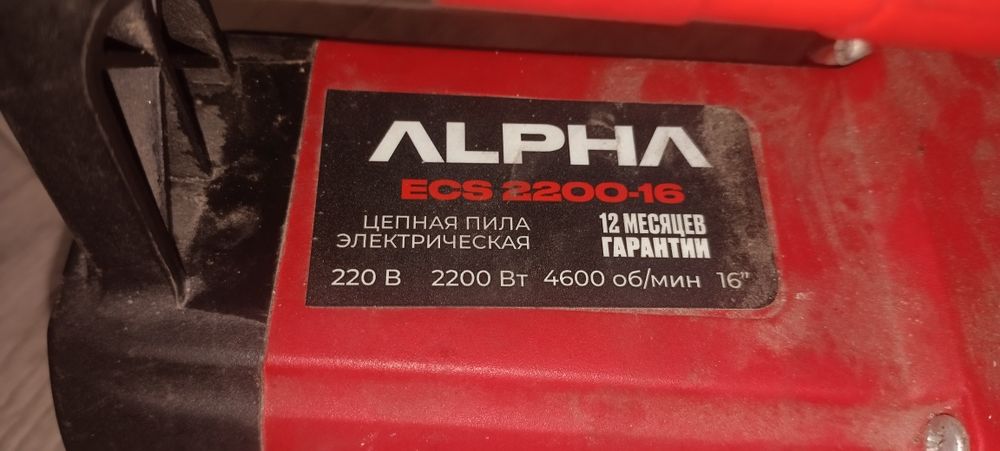 ALPHA
ECS 2200-16
ЦЕПНАЯ ПИЛА
ЭЛЕКТРИЧЕСКАЯ
12 МЕСЯЦЕВ
ГАРАНТИИ
220 В 2200 Вт 4600 об/мин 16"